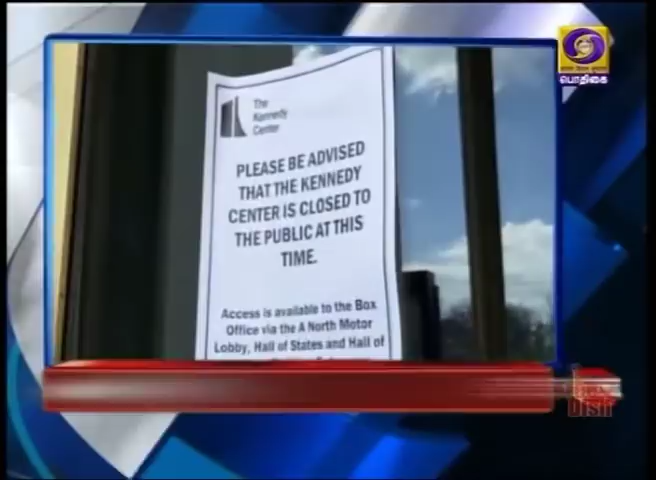 பொதிகை
The
Kennedy
Center
PLEASE BE ADVISED
THAT THE KENNEDY
CENTER IS CLOSED TO
THE PUBLIC AT THIS
TIME.
Access is available to the Box
Office via the A North Motor
Lobby, Hall of States and Hall of
Dish